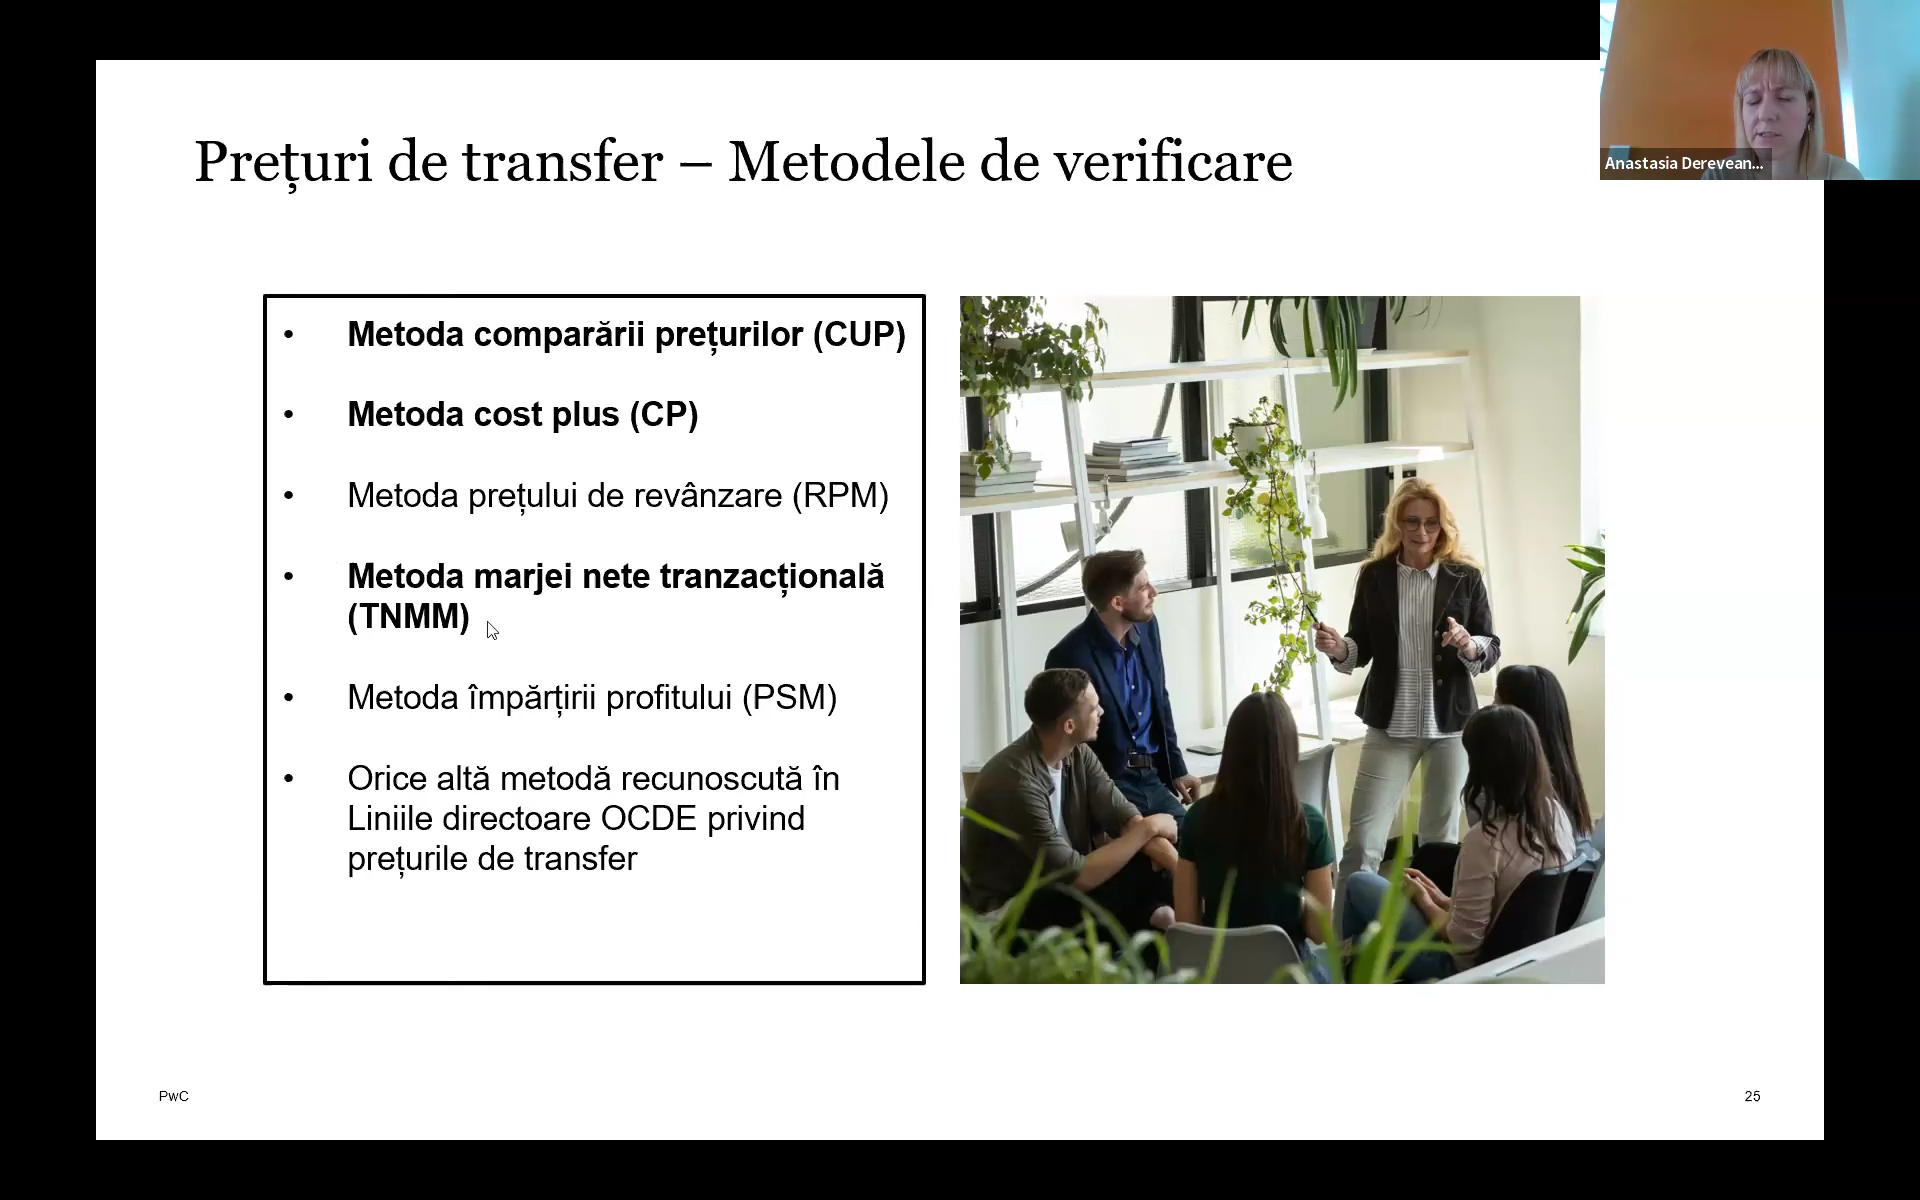 Prețuri de transfer – Metodele de verificare
Anastasia Derevean...
• Metoda comparării prețurilor (CUP)
• Metoda cost plus (CP)
• Metoda prețului de revânzare (RPM)
• Metoda marjei nete tranzacțională
(TNMM)
• Metoda împărțirii profitului (PSM)
• Orice altă metodă recunoscută în
Liniile directoare OCDE privind
prețurile de transfer
PwC
25